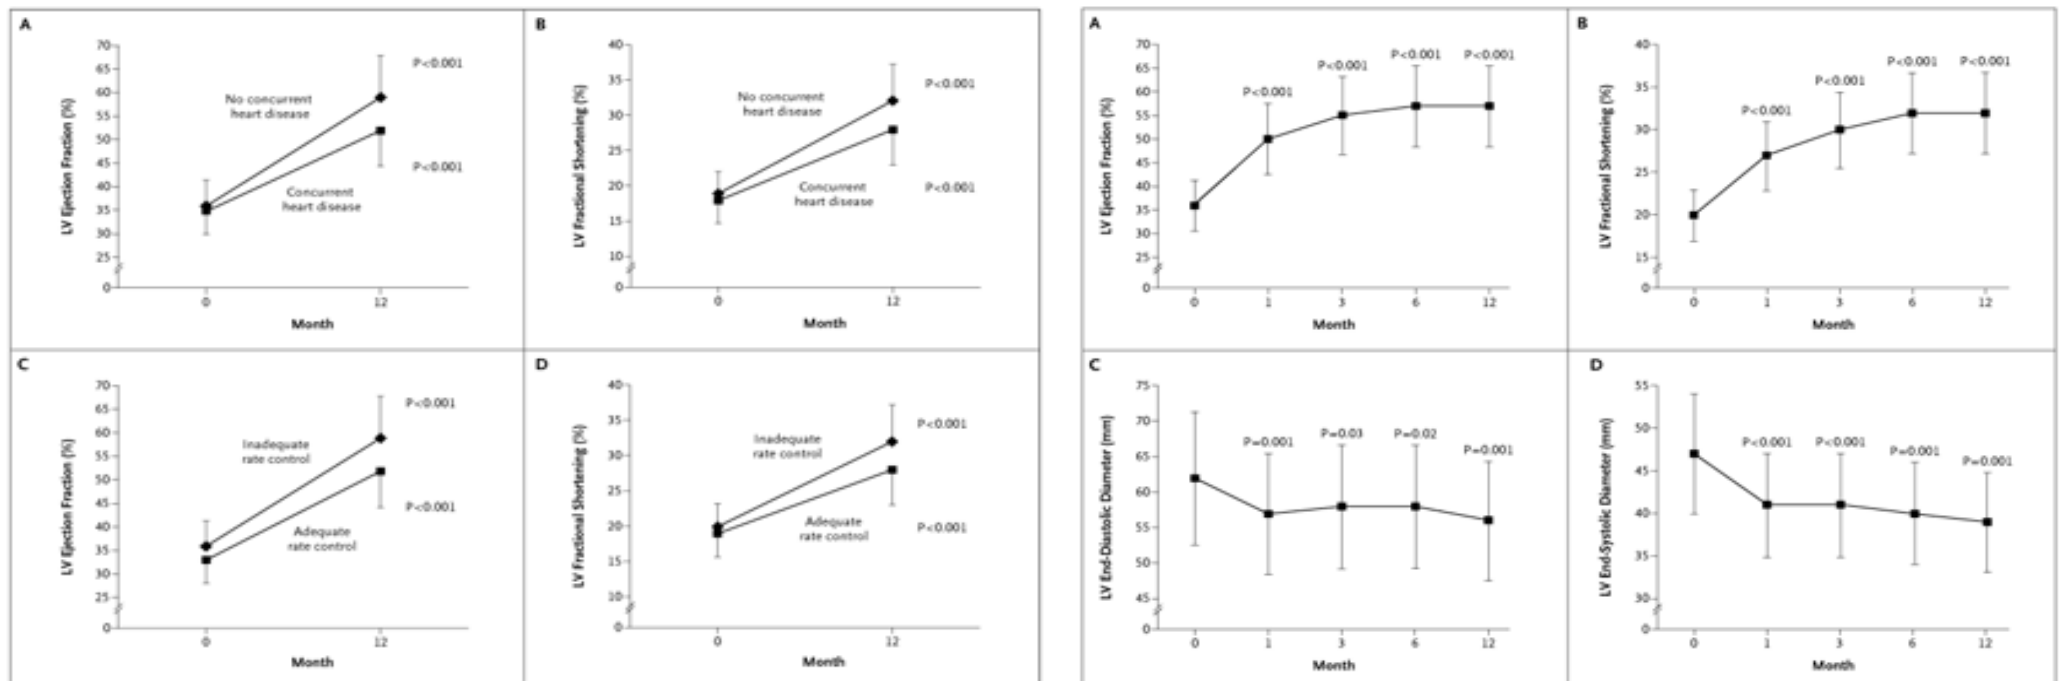 A
LV Ejection Fraction (%)
70
65
60
55
50
45
40
35
30
25
0
No concurrent
heart disease
Concurrent
heart disease
P<0.001
P<0.001
0
12
Month
B
LV Fractional Shortening (%)
40
35
30
25
20
15
10
0
No concurrent
heart disease
Concurrent
heart disease
P<0.001
P<0.001
0
12
Month
C
LV Ejection Fraction (%)
70
65
60
55
50
45
40
35
30
25
0
Inadequate
rate control
Adequate
rate control
P<0.001
P<0.001
0
12
Month
D
LV Fractional Shortening (%)
40
35
30
25
20
15
10
0
Inadequate
rate control
Adequate
rate control
P<0.001
P<0.001
0
12
Month
A
LV Ejection Fraction (%)
70
65
60
55
50
45
40
35
30
25
0
P<0.001
P<0.001
P<0.001
P<0.001
0
1
3
6
12
Month
B
LV Fractional Shortening (%)
40
35
30
25
20
15
0
P<0.001
P<0.001
P<0.001
P<0.001
0
1
3
6
12
Month
C
LV End-Diastolic Diameter (mm)
75
70
65
60
55
50
45
0
P=0.001
P=0.03
P=0.02
P=0.001
0
1
3
6
12
Month
D
LV End-Systolic Diameter (mm)
55
50
45
40
35
30
0
P<0.001
P<0.001
P=0.001
P=0.001
0
1
3
6
12
Month